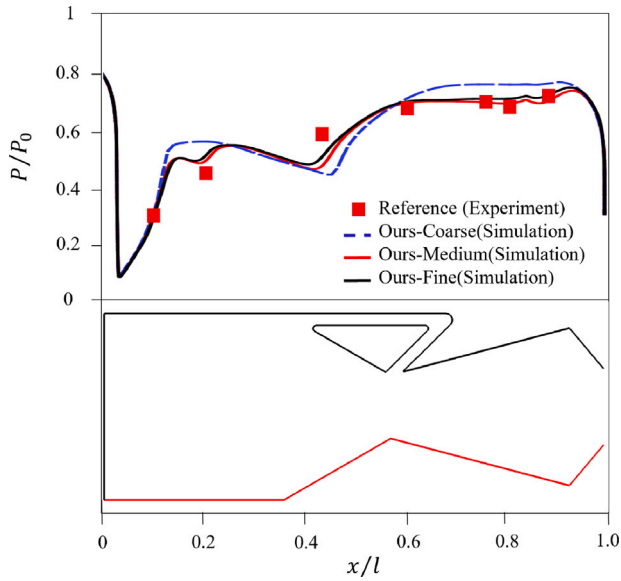 1
0.8
0.6
0.4
0.2
0
P/P0
Reference (Experiment)
Ours-Coarse(Simulation)
Ours-Medium(Simulation)
Ours-Fine(Simulation)
0 0.2 0.4 0.6 0.8 1.0
x/l